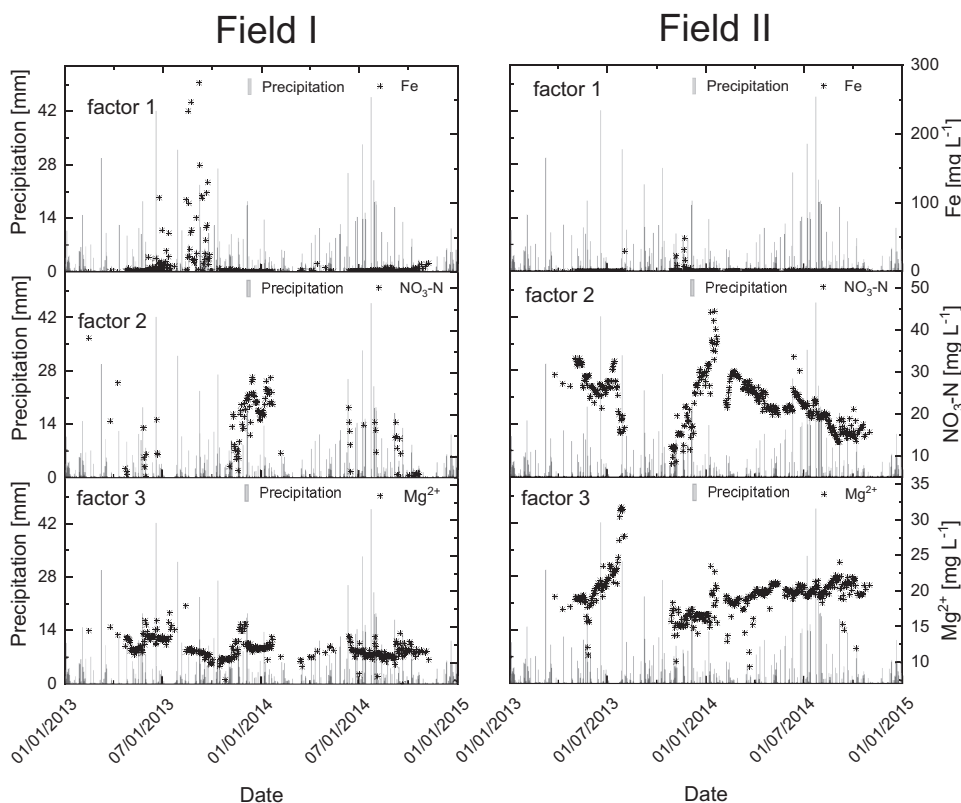 Field I
Field II
Precipitation [mm]
42
28
14
0
factor 1
Precipitation
Fe
factor 1
Precipitation
Fe
300
200
100
0
Fe [mg L-1]
Precipitation [mm]
42
28
14
0
factor 2
Precipitation
NO3-N
factor 2
Precipitation
NO3-N
50
40
30
20
10
NO3-N [mg L-1]
Precipitation [mm]
42
28
14
0
factor 3
Precipitation
Mg2+
factor 3
Precipitation
Mg2+
35
30
25
20
15
10
Mg2+ [mg L-1]
01/01/2013
07/01/2013
01/01/2014
07/01/2014
01/01/2015
01/01/2013
01/07/2013
01/01/2014
01/07/2014
01/01/2015
Date
Date